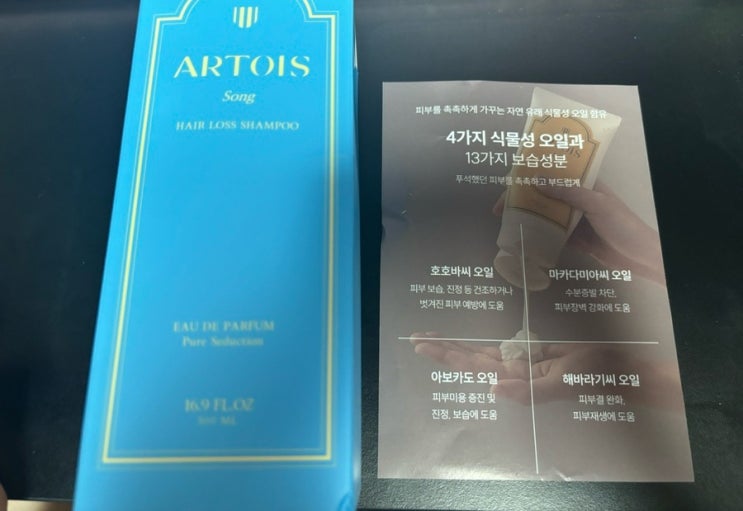 ARTOIS
Song
HAIR LOSS SHAMPOO
EAU DE PARFUM
Pure Seduction
16.9 FL.OZ
500 ML
피부를 촉촉하게 가꾸는 자연 유래 식물성 오일 함유
4가지 식물성 오일과
13가지 보습성분
푸석했던 피부를 촉촉하고 부드럽게
호호바씨 오일
피부 보습, 진정 등 건조하거나
벗겨진 피부 예방에 도움
마카다미아씨 오일
수분증발 차단,
피부장벽 강화에 도움
아보카도 오일
피부미용 증진 및
진정, 보습에 도움
해바라기씨 오일
피부결 완화,
피부재생에 도움